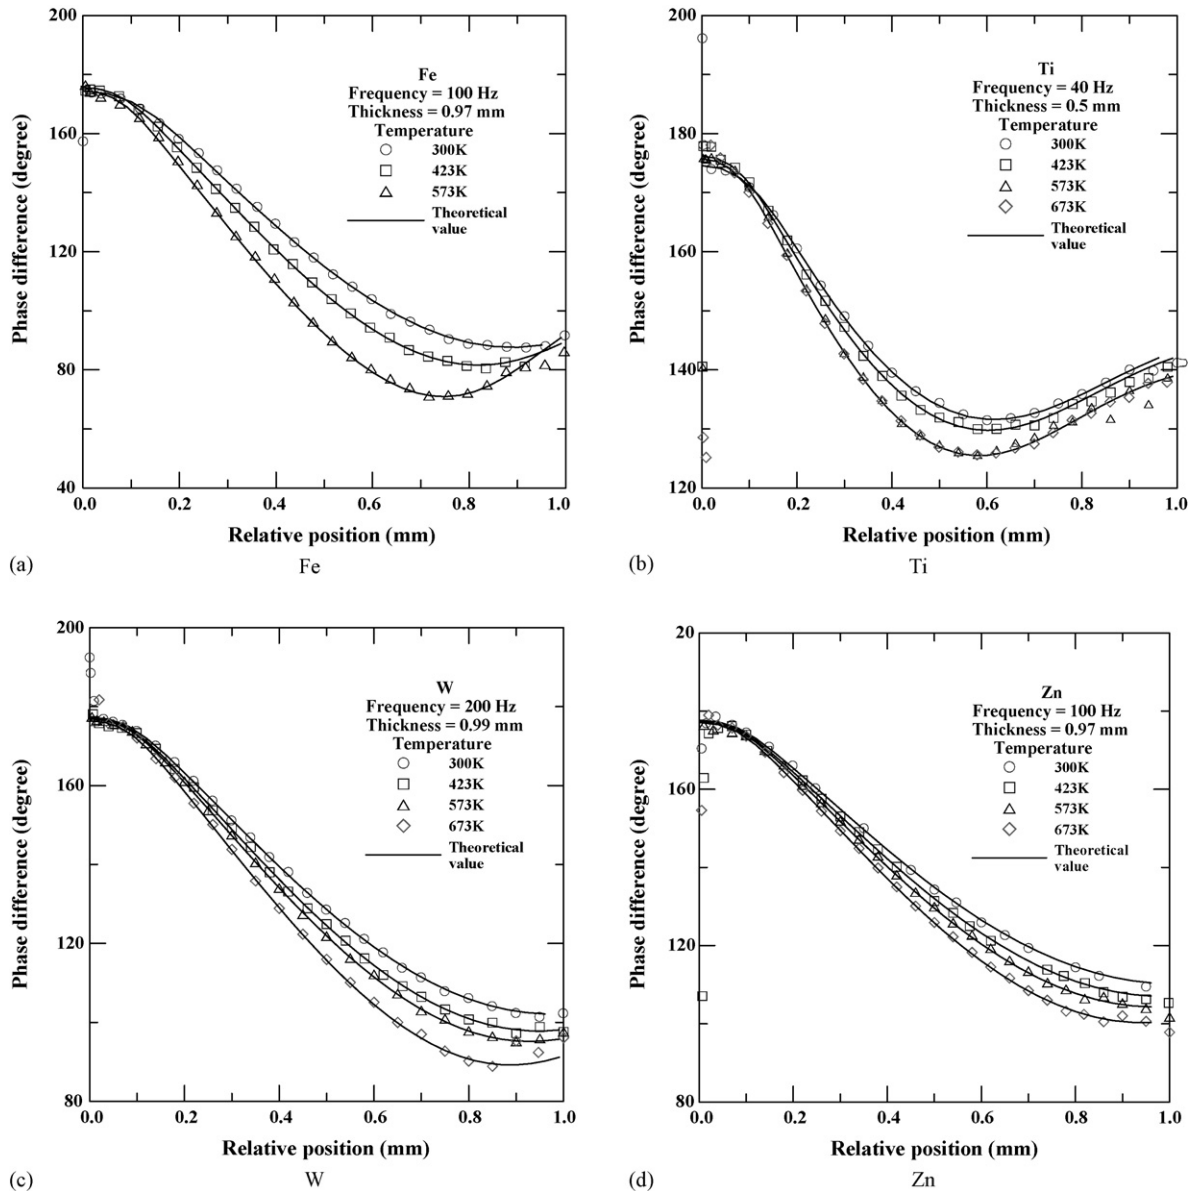 200
160
120
80
40
Phase difference (degree)
Fe
Frequency = 100 Hz
Thickness = 0.97 mm
Temperature
300K
423K
573K
Theoretical
value
0.0 0.2 0.4 0.6 0.8 1.0
Relative position (mm)
(a) Fe
200
180
160
140
120
Phase difference (degree)
Ti
Frequency = 40 Hz
Thickness = 0.5 mm
Temperature
300K
423K
573K
673K
Theoretical
value
0.0 0.2 0.4 0.6 0.8 1.0
Relative position (mm)
(b) Ti
200
160
120
80
Phase difference (degree)
W
Frequency = 200 Hz
Thickness = 0.99 mm
Temperature
300K
423K
573K
673K
Theoretical
value
0.0 0.2 0.4 0.6 0.8 1.0
Relative position (mm)
(c) W
20
160
120
80
Phase difference (degree)
Zn
Frequency = 100 Hz
Thickness = 0.97 mm
Temperature
300K
423K
573K
673K
Theoretical
value
0.0 0.2 0.4 0.6 0.8 1.0
Relative position (mm)
(d) Zn